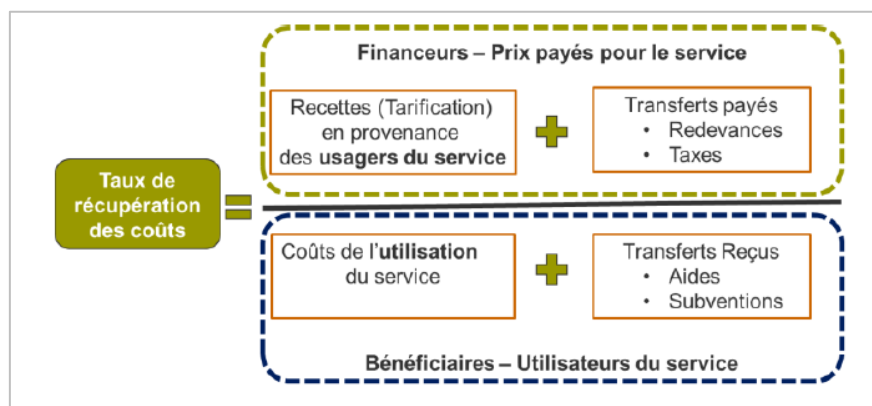 Financeurs – Prix payés pour le service
Recettes (Tarification)
en provenance
des usagers du service
Transferts payés
• Redevances
• Taxes
Taux de
récupération
des coûts
=
Coûts de l'utilisation
du service
Transferts Reçus
• Aides
• Subventions
Bénéficiaires – Utilisateurs du service